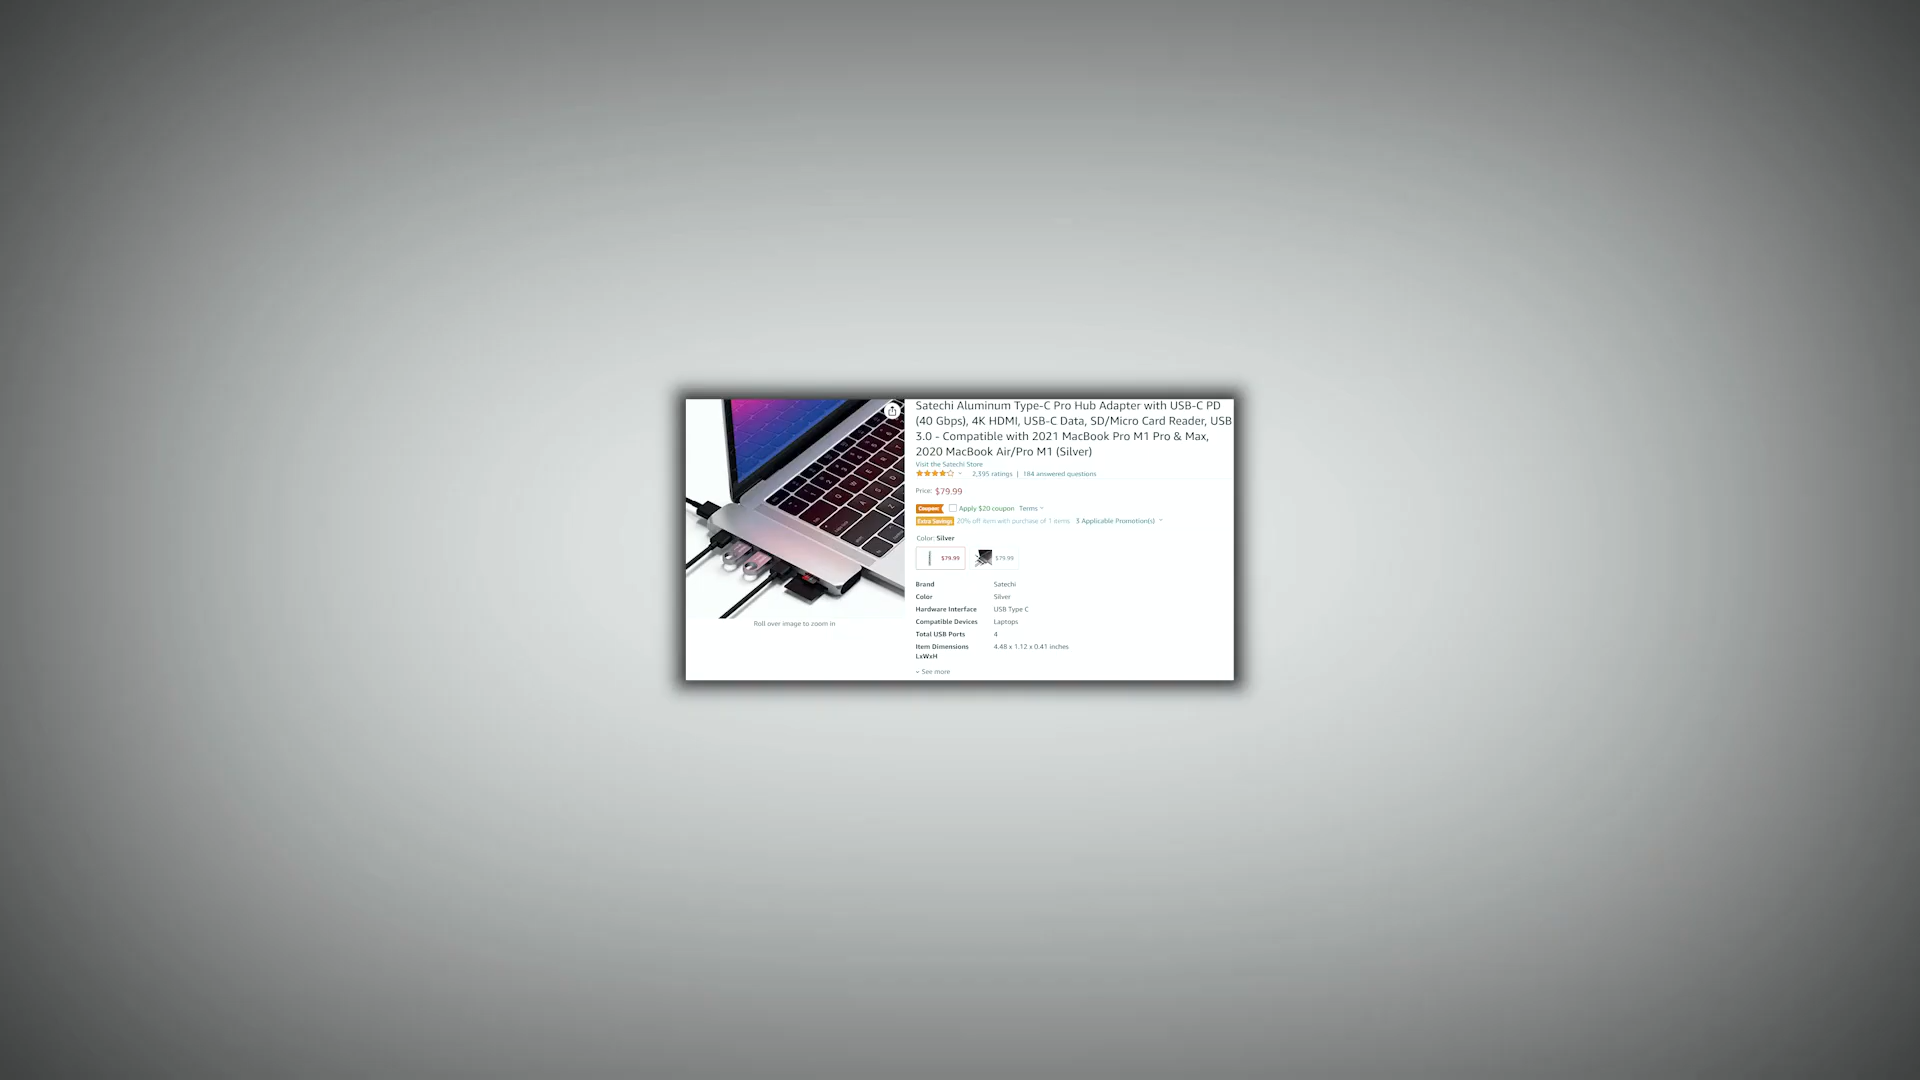 Satechi Aluminum Type-C Pro Hub Adapter with USB-C PD
(40 Gbps), 4K HDMI, USB-C Data, SD/Micro Card Reader, USB
3.0 - Compatible with 2021 MacBook Pro M1 Pro & Max,
2020 MacBook Air/Pro M1 (Silver)
Visit the Satechi Store
2,395 ratings | 184 answered questions
Price: $79.99
Coupon Apply $20 coupon Terms
Extra Savings 20% off item with purchase of 1 items 3 Applicable Promotion(s)
Color: Silver
$79.99 $79.99
Brand Satechi
Color Silver
Hardware Interface USB Type C
Compatible Devices Laptops
Total USB Ports 4
Item Dimensions 4.48 x 1.12 x 0.41 inches
LxWxH
See more
Roll over image to zoom in